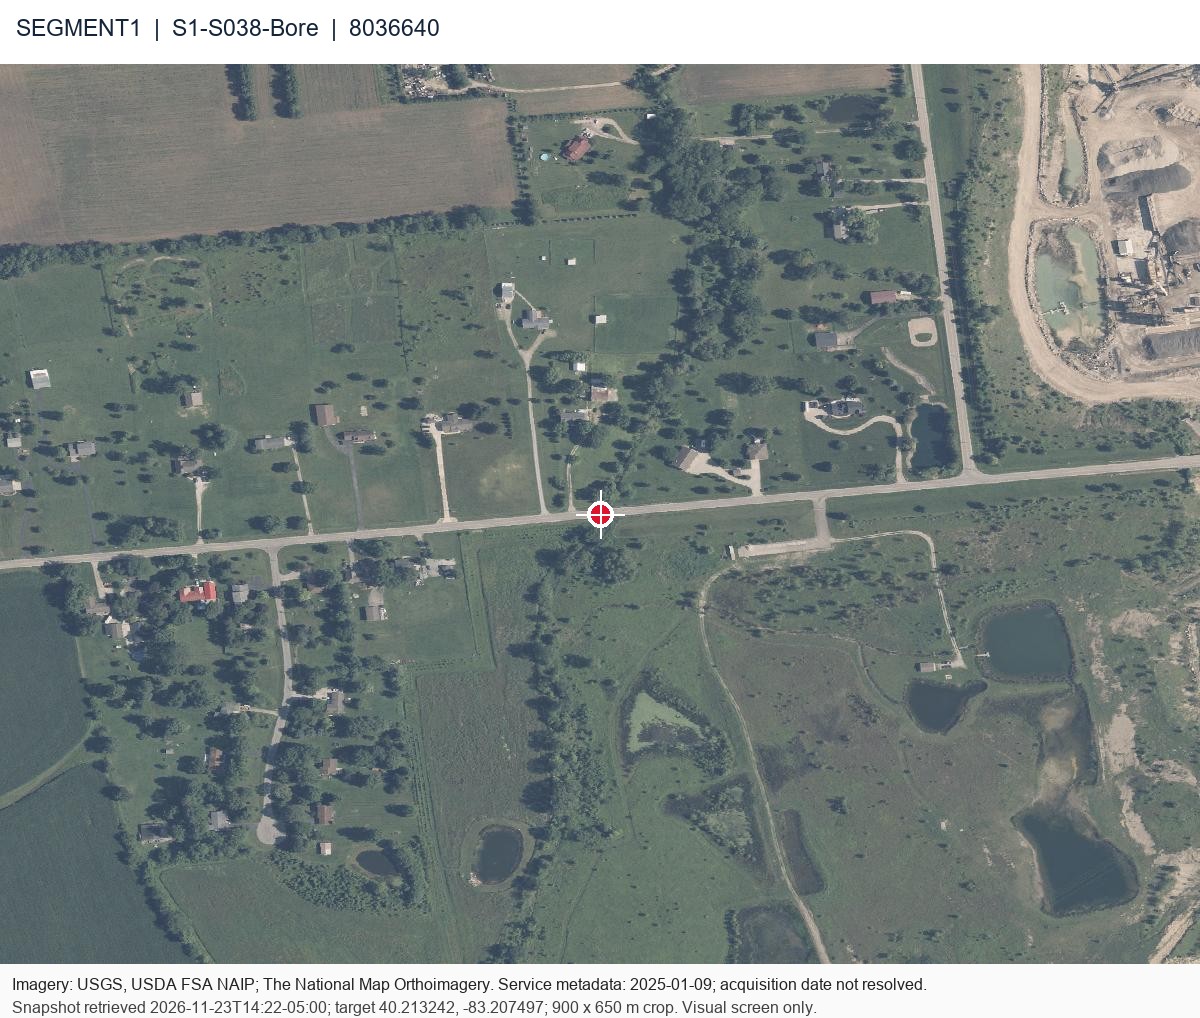 SEGMENT1 | S1-S038-Bore | 8036640
Imagery: USGS, USDA FSA NAIP; The National Map Orthoimagery. Service metadata: 2025-01-09; acquisition date not resolved.
Snapshot retrieved 2026-11-23T14:22-05:00; target 40.213242, -83.207497; 900 x 650 m crop. Visual screen only.